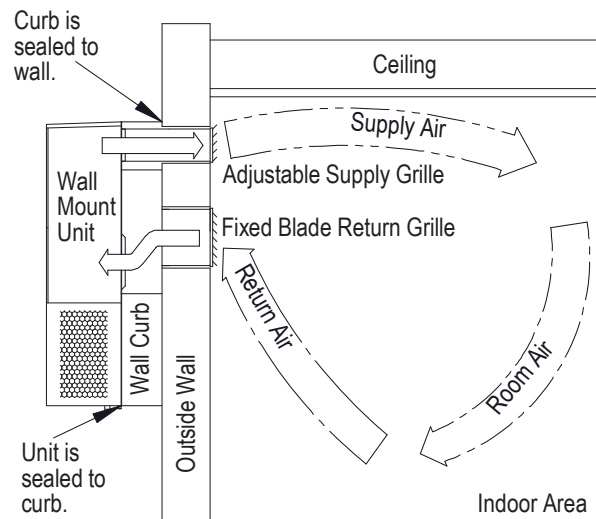 Curb is
sealed to
wall.
Ceiling
Supply Air
Wall
Mount
Unit
Adjustable Supply Grille
Fixed Blade Return Grille
Return Air
Room Air
Wall Curb
Outside Wall
Unit is
sealed to
curb.
Indoor Area